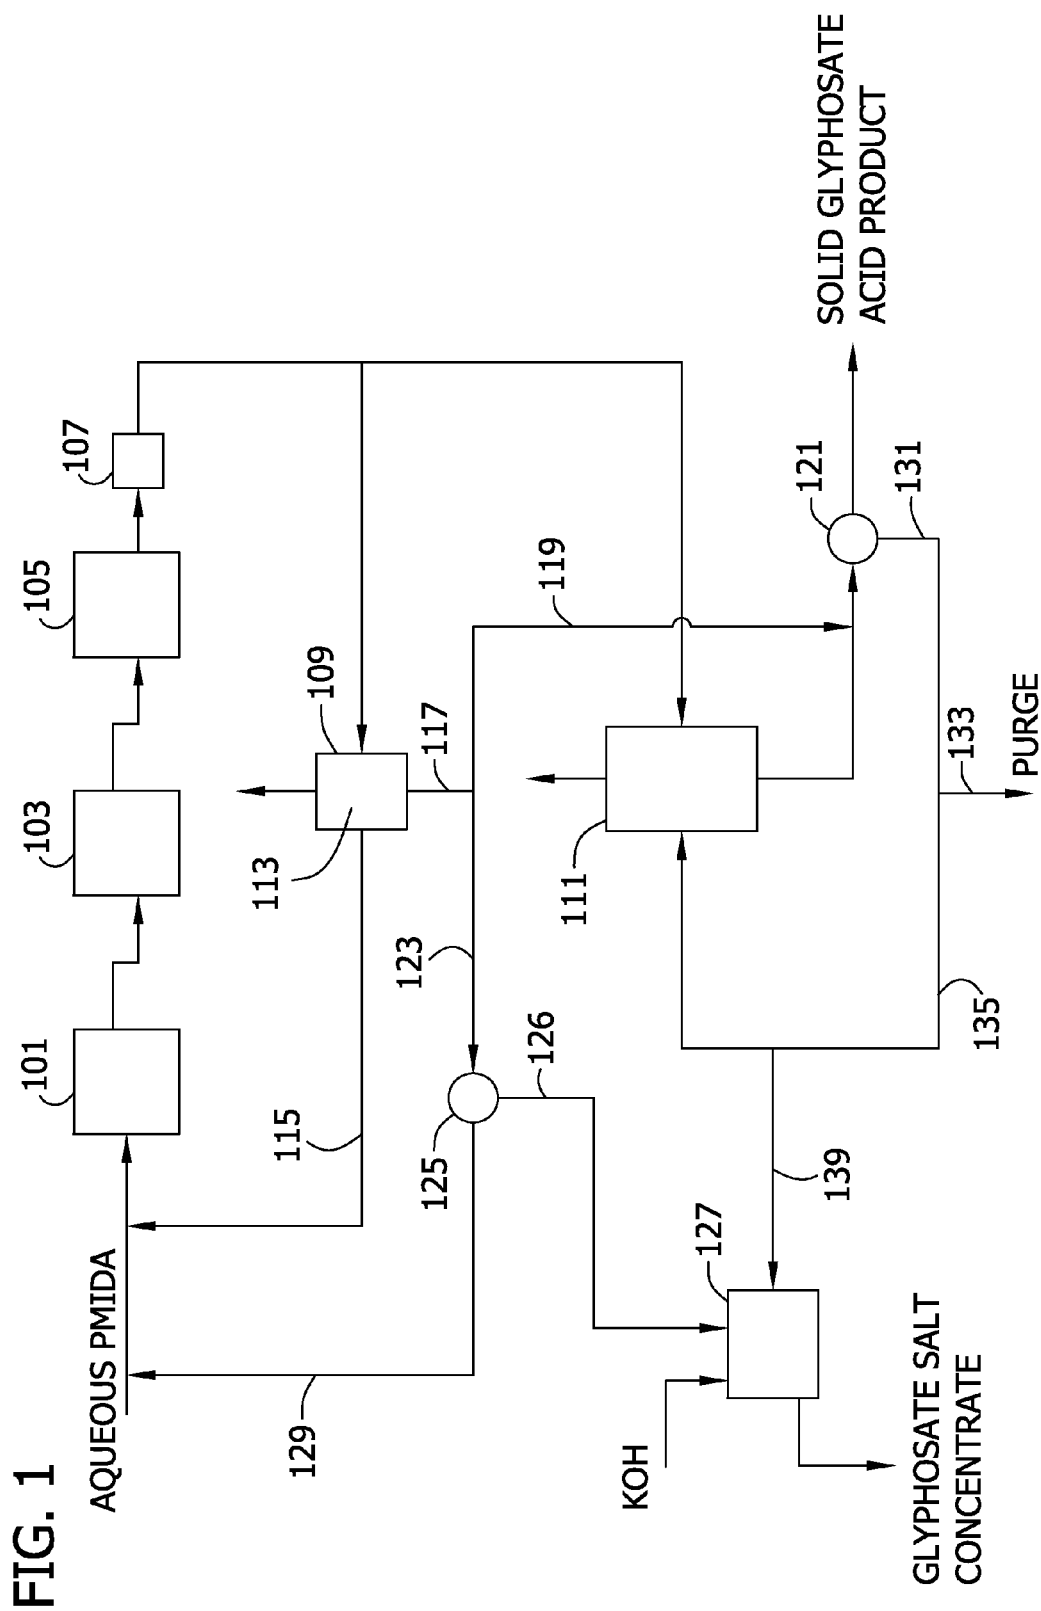 FIG. 1
AQUEOUS PMIDA
101
103
105
107
129
115
113
109
125
123
117
126
119
KOH
127
139
111
121
131
135
133
PURGE
SOLID GLYPHOSATE
ACID PRODUCT
GLYPHOSATE SALT
CONCENTRATE